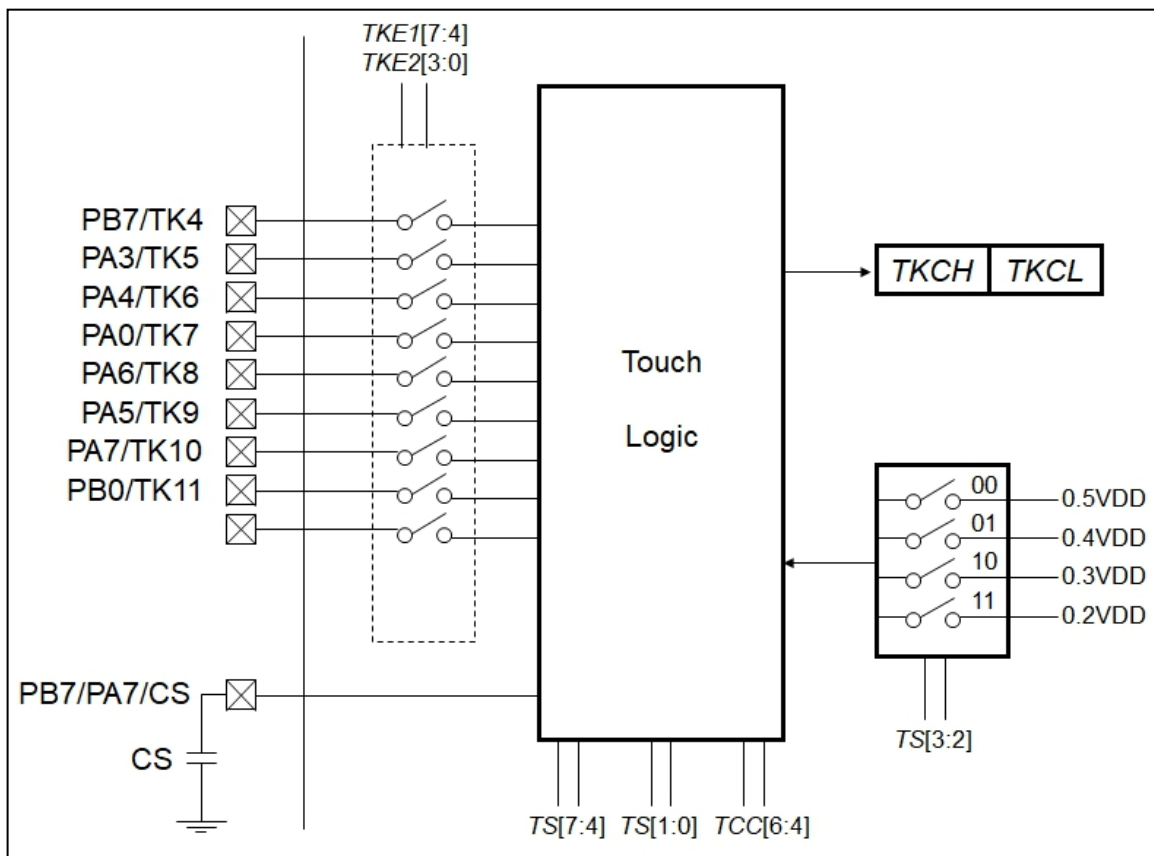 TKE1[7:4]
TKE2[3:0]
PB7/TK4
PA3/TK5
PA4/TK6
PA0/TK7
PA6/TK8
PA5/TK9
PA7/TK10
PB0/TK11
PB7/PA7/CS
CS
Touch
Logic
TKCH TKCL
00 0.5VDD
01 0.4VDD
10 0.3VDD
11 0.2VDD
TS[3:2]
TS[7:4] TS[1:0] TCC[6:4]